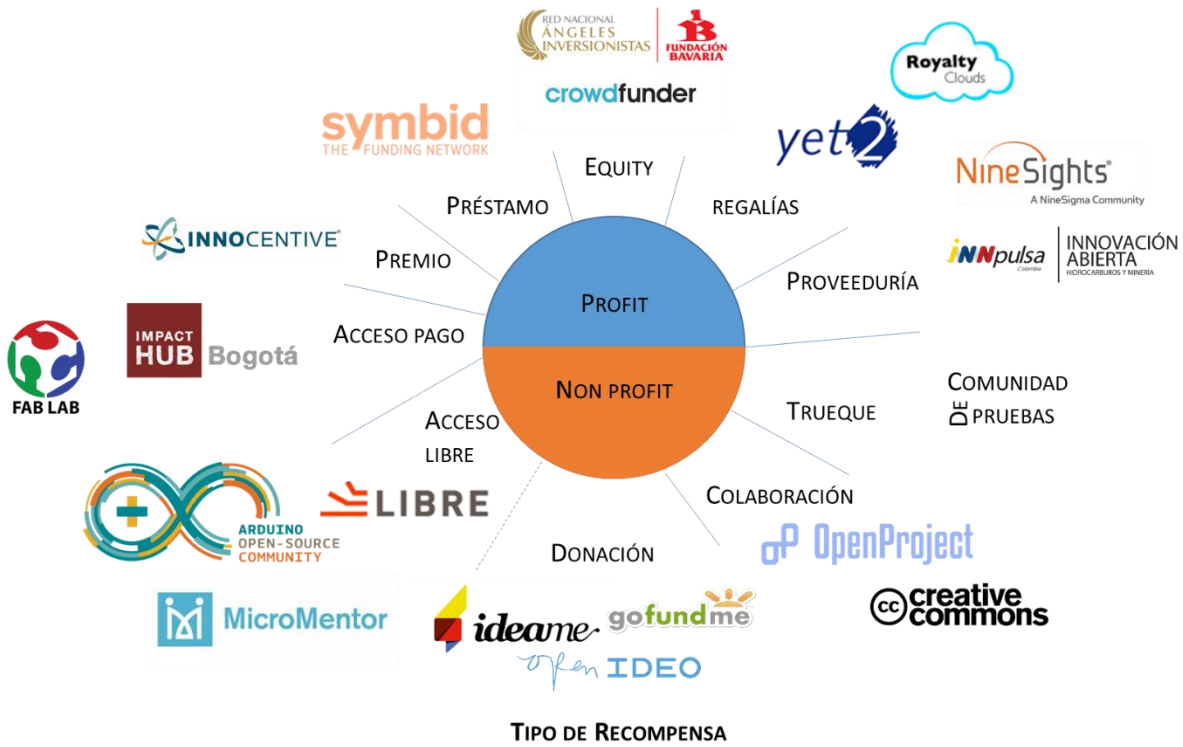 RED NACIONAL
ÁNGELES
INVERSIONISTAS
B
FUNDACIÓN
BAVARIA
crowdfunder
Royalty
Clouds
symbid
THE FUNDING NETWORK
yet2
EQUITY
NineSights®
A NineSigma Community
PRÉSTAMO
REGALÍAS
INNOCENTIVE®
PREMIO
PROVEEDURÍA
iNNpulsa
Colombia
INNOVACIÓN
ABIERTA
HIDROCARBUROS Y MINERÍA
PROFIT
ACCESO PAGO
IMPACT
HUB
Bogotá
FAB LAB
NON PROFIT
COMUNIDAD
DE PRUEBAS
TRUEQUE
ACCESO
LIBRE
COLABORACIÓN
LIBRE
ARDUINO
OPEN-SOURCE
COMMUNITY
OpenProject
DONACIÓN
MicroMentor
ideame
gofundme
cc creative
commons
open IDEO
TIPO DE RECOMPENSA